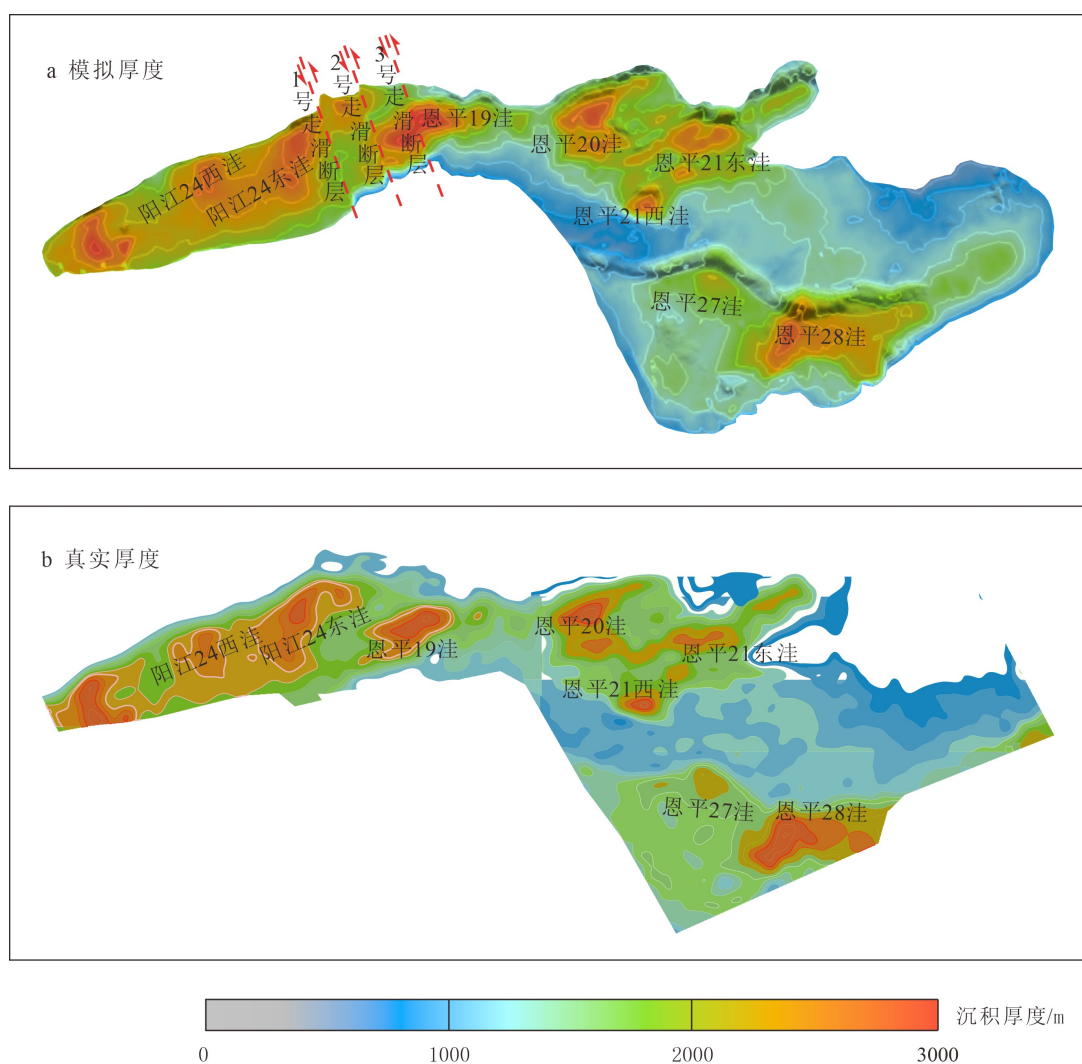 a 模拟厚度
1号走滑断层
2号走滑断层
3号走滑断层
恩平19洼
恩平20洼
恩平21东洼
阳江24西洼
阳江24东洼
恩平21西洼
恩平27洼
恩平28洼
b 真实厚度
恩平20洼
阳江24西洼
阳江24东洼
恩平19洼
恩平21东洼
恩平21西洼
恩平27洼
恩平28洼
沉积厚度/m
0 1000 2000 3000